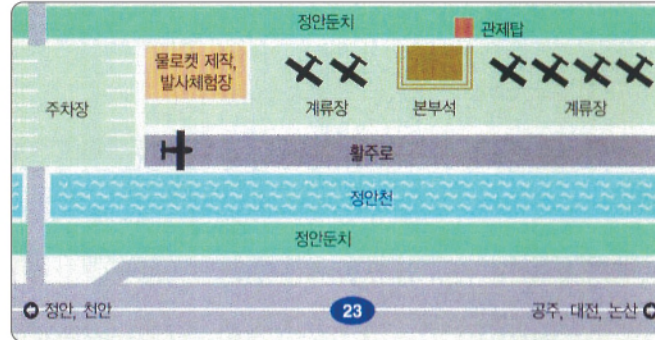 정안둔치
관제탑
물로켓 제작,
발사체험장
주차장
계류장
본부석
계류장
활주로
정안천
정안둔치
정안, 천안
23
공주, 대전, 논산